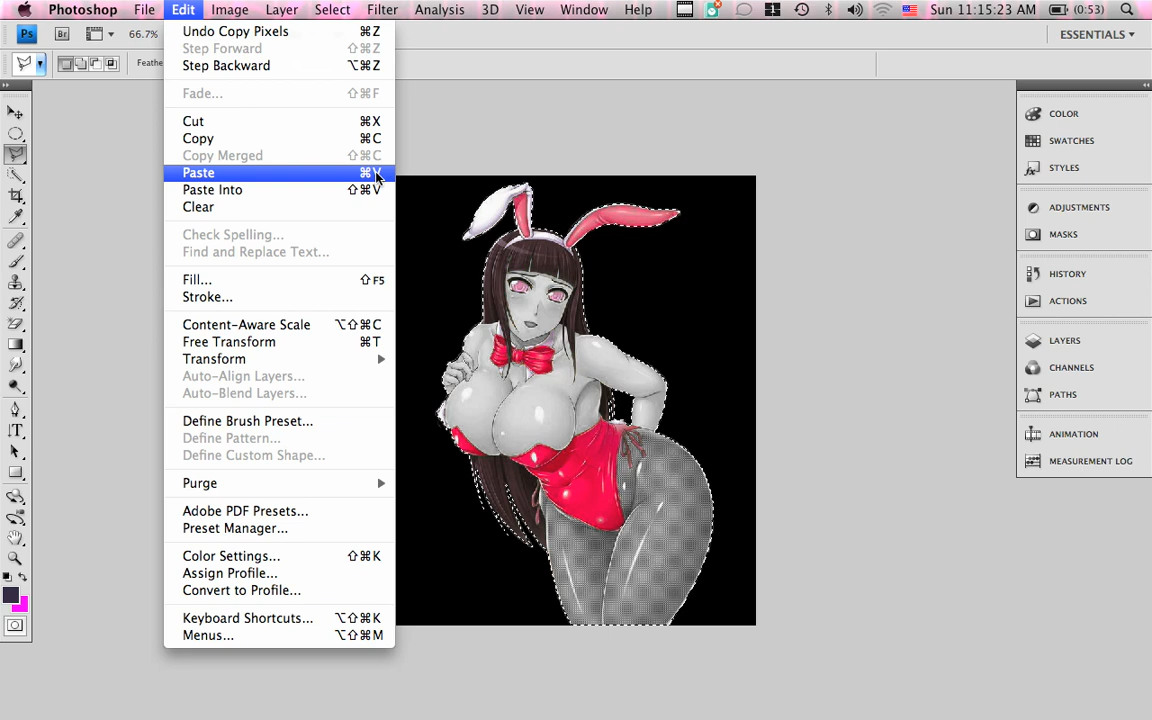 Photoshop File Edit Image Layer Select Filter Analysis 3D View Window Help Sun 11:15:23 AM (0:53)
Ps Br 66.7% ESSENTIALS
Feathe
Undo Copy Pixels ⌘Z
Step Forward ⇧⌘Z
Step Backward ⌥⌘Z
Fade... ⇧⌘F
Cut ⌘X
Copy ⌘C
Copy Merged ⇧⌘C
Paste ⌘V
Paste Into ⇧⌘V
Clear
Check Spelling...
Find and Replace Text...
Fill... ⇧F5
Stroke...
Content-Aware Scale ⌥⇧⌘C
Free Transform ⌘T
Transform
Auto-Align Layers...
Auto-Blend Layers...
Define Brush Preset...
Define Pattern...
Define Custom Shape...
Purge
Adobe PDF Presets...
Preset Manager...
Color Settings... ⇧⌘K
Assign Profile...
Convert to Profile...
Keyboard Shortcuts... ⌥⇧⌘K
Menus... ⌥⇧⌘M
COLOR
SWATCHES
STYLES
ADJUSTMENTS
MASKS
HISTORY
ACTIONS
LAYERS
CHANNELS
PATHS
ANIMATION
MEASUREMENT LOG